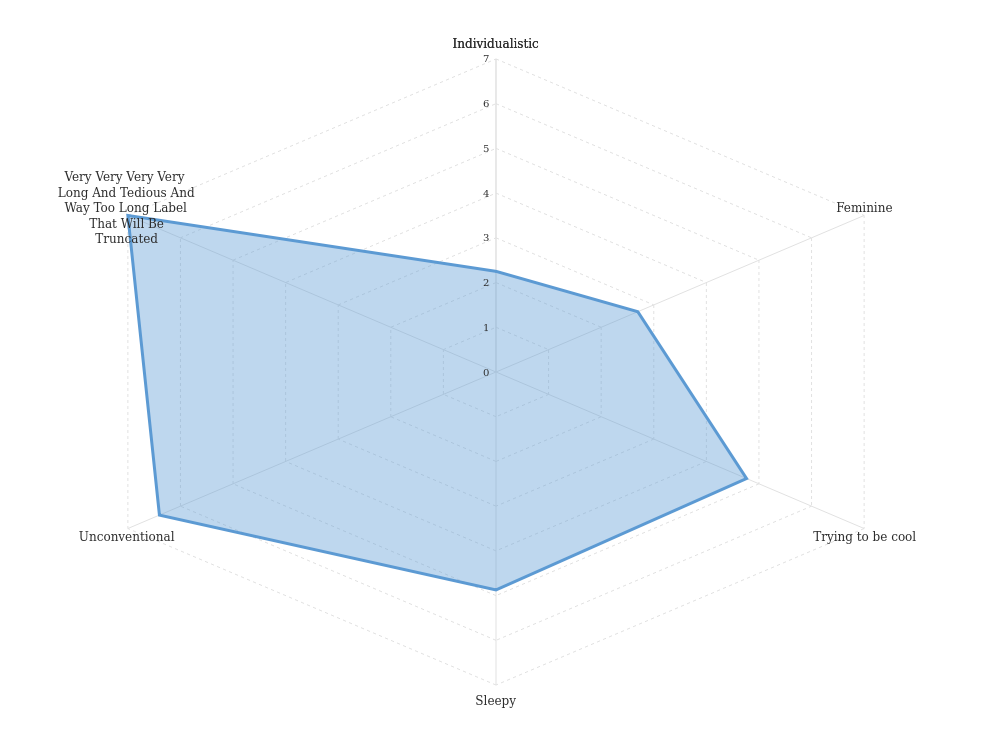 Individualistic
7
6
5
4
3
2
1
0
Feminine
Trying to be cool
Sleepy
Unconventional
Very Very Very Very
Long And Tedious And
Way Too Long Label
That Will Be
Truncated